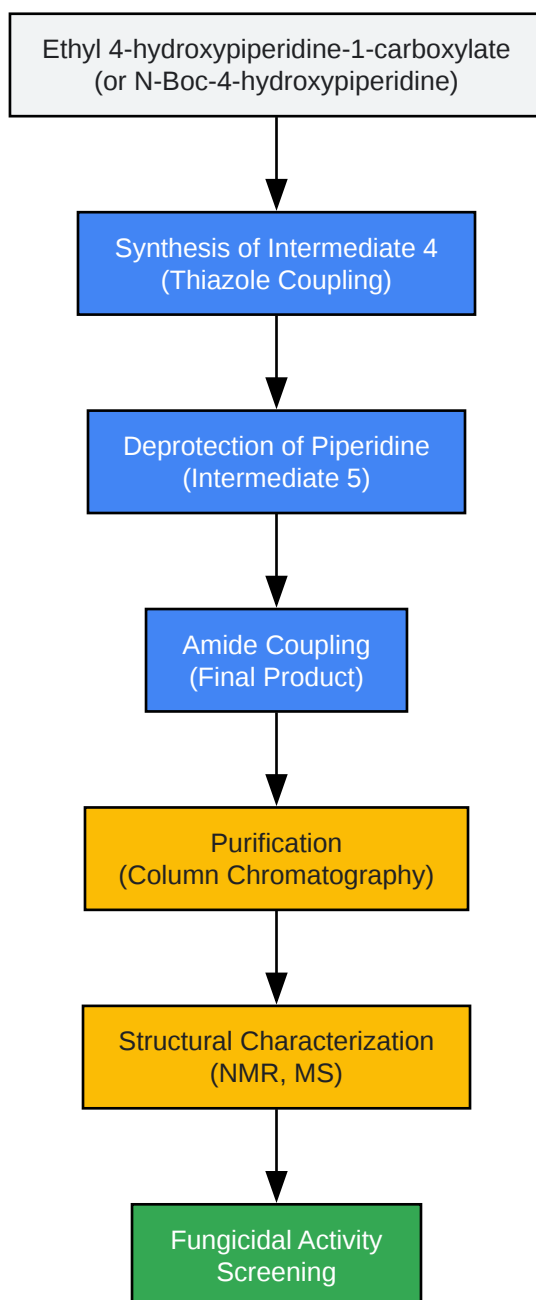 Ethyl 4-hydroxypiperidine-1-carboxylate
(or N-Boc-4-hydroxypiperidine)
Synthesis of Intermediate 4
(Thiazole Coupling)
Deprotection of Piperidine
(Intermediate 5)
Amide Coupling
(Final Product)
Purification
(Column Chromatography)
Structural Characterization
(NMR, MS)
Fungicidal Activity
Screening